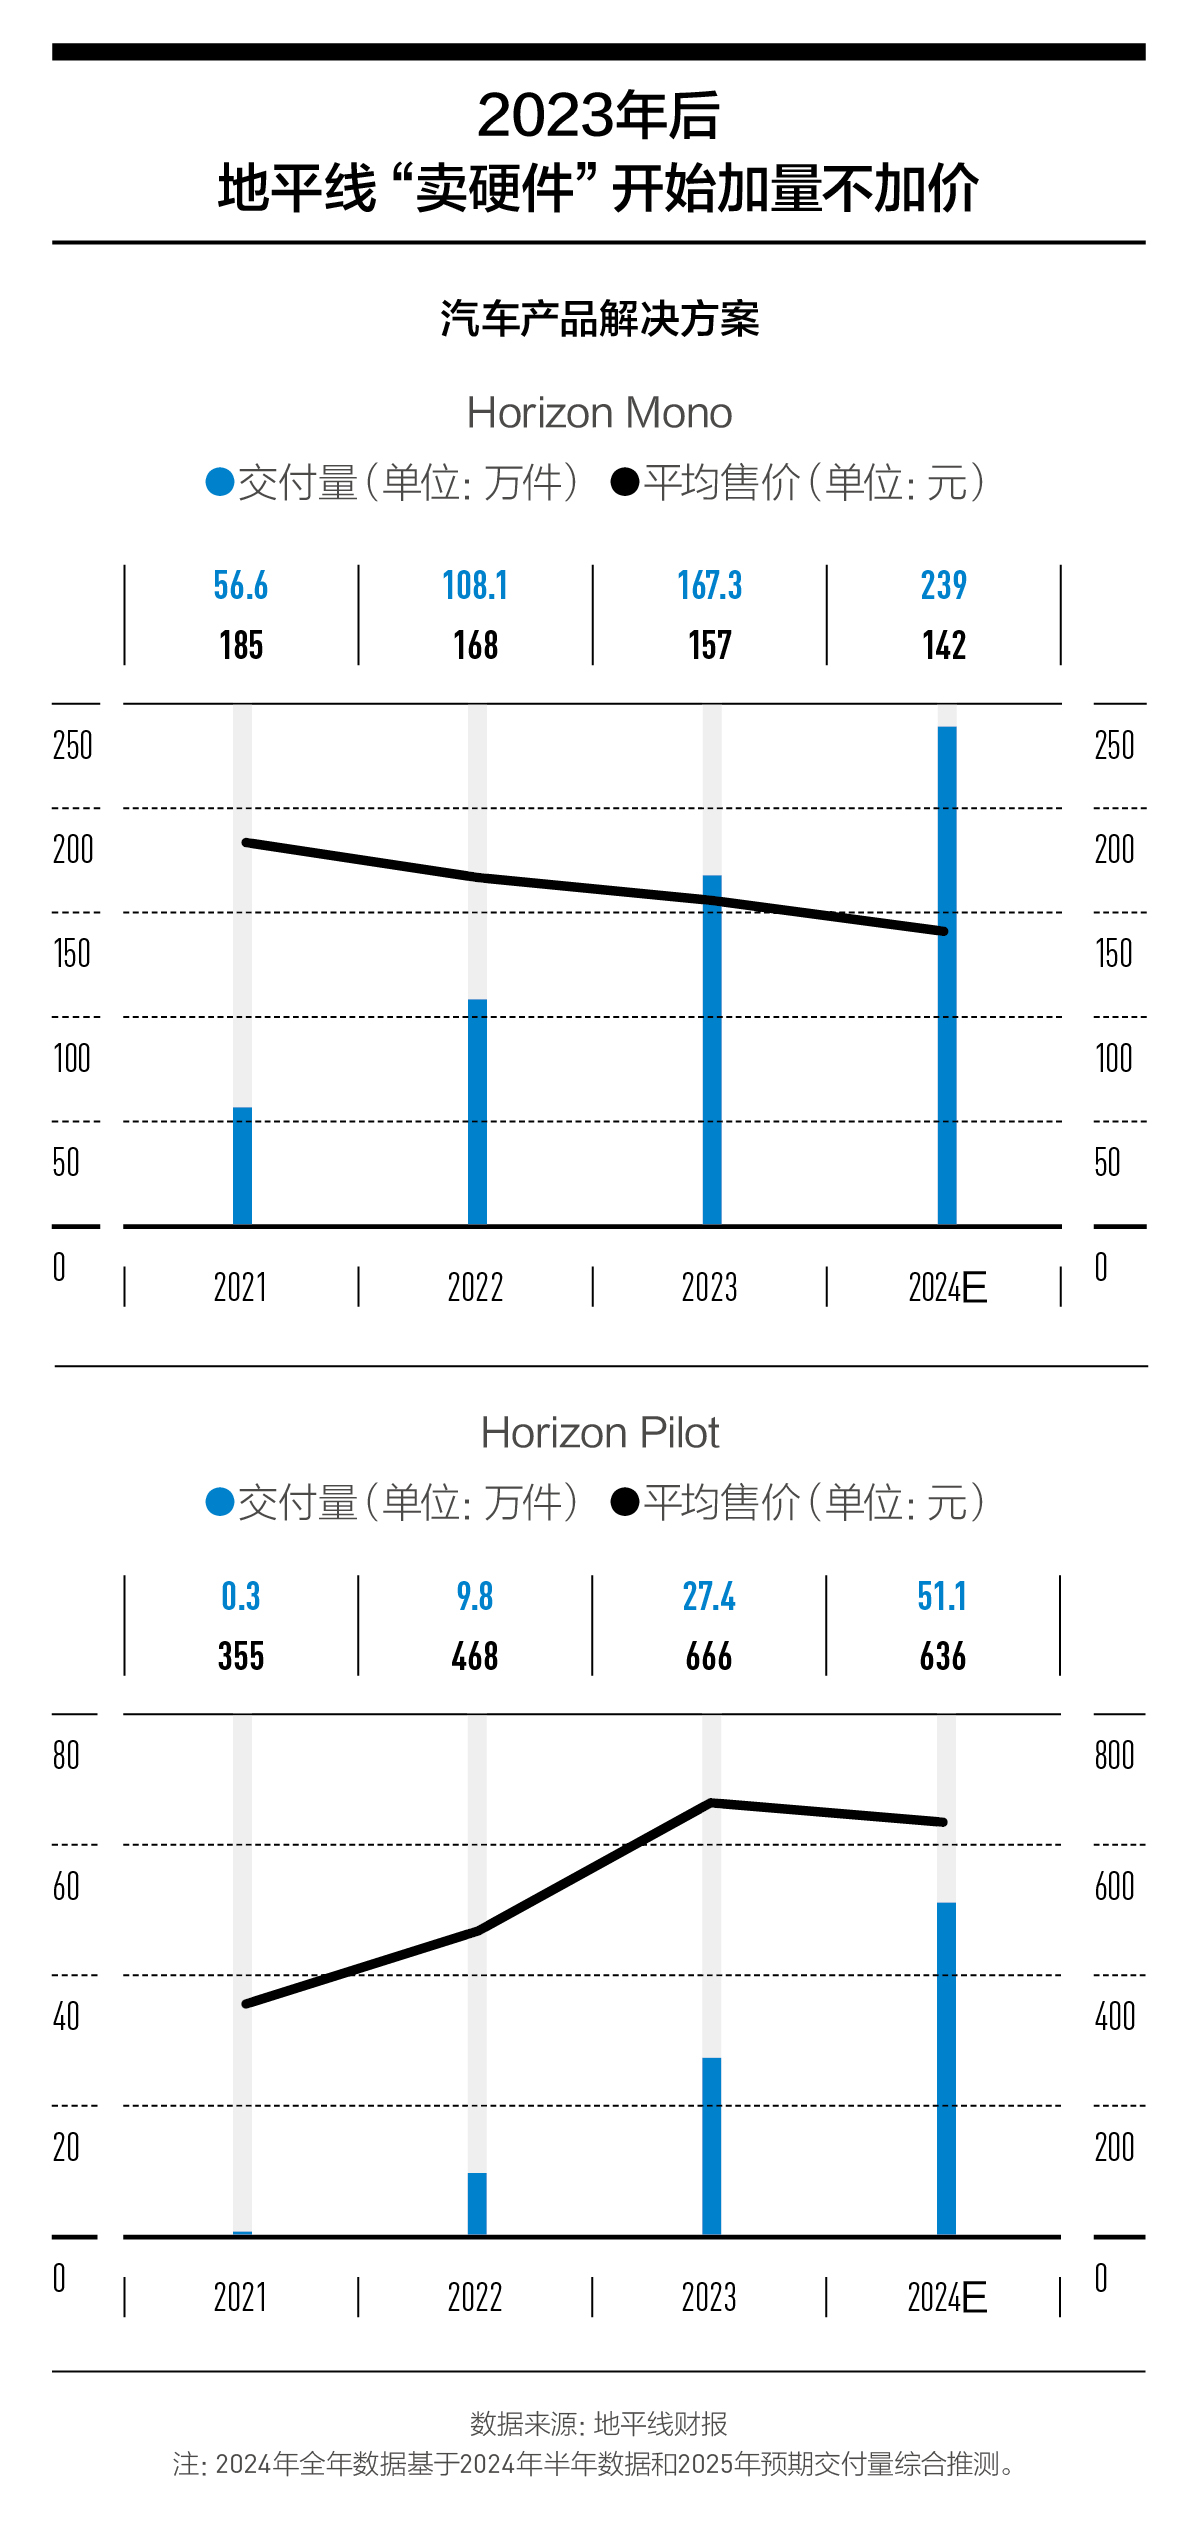 2023年后
地平线“卖硬件”开始加量不加价
汽车产品解决方案
Horizon Mono
交付量(单位:万件) 平均售价(单位:元)
56.6 108.1 167.3 239
185 168 157 142
250 250
200 200
150 150
100 100
50 50
0 0
2021 2022 2023 2024E
Horizon Pilot
交付量(单位:万件) 平均售价(单位:元)
0.3 9.8 27.4 51.1
355 468 666 636
80 800
60 600
40 400
20 200
0 0
2021 2022 2023 2024E
数据来源:地平线财报
注:2024年全年数据基于2024年半年数据和2025年预期交付量综合推测。